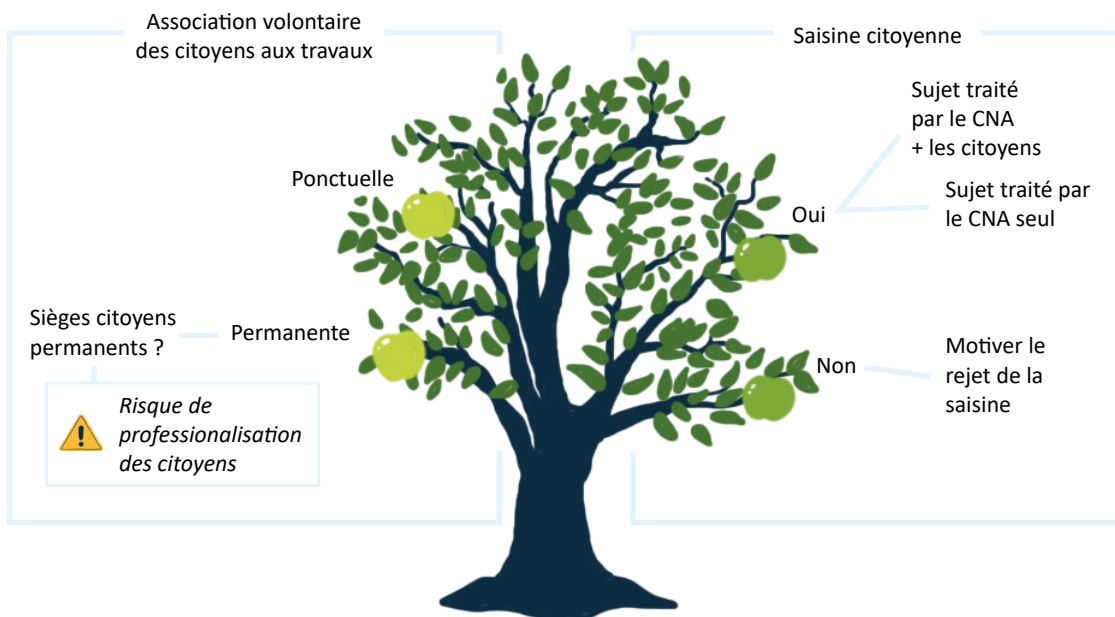 Association volontaire
des citoyens aux travaux
Ponctuelle
Sièges citoyens
permanents ?
Permanente
Risque de
professionalisation
des citoyens
Saisine citoyenne
Sujet traité
par le CNA
+ les citoyens
Oui
Sujet traité par
le CNA seul
Non
Motiver le
rejet de la
saisine